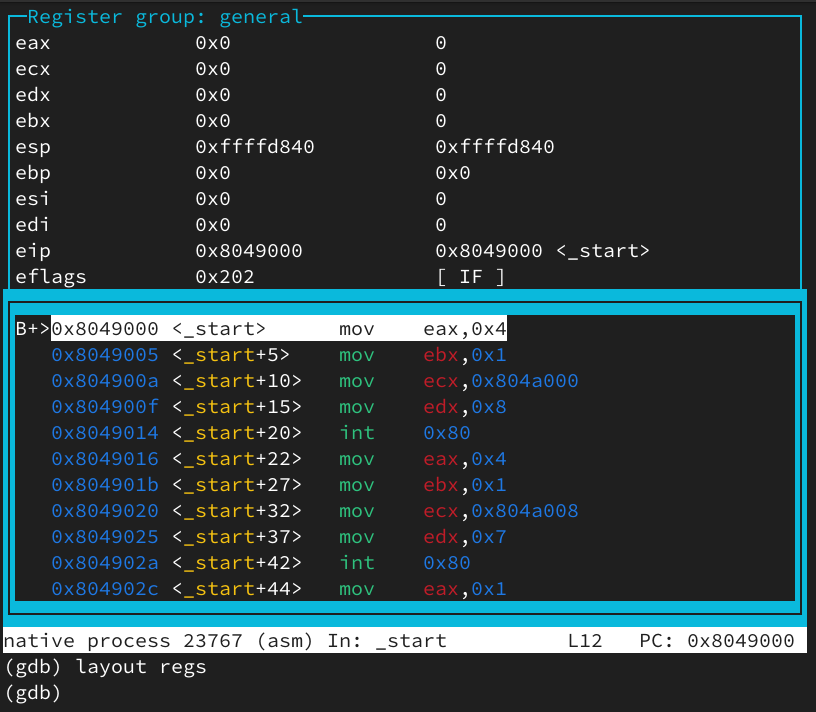 Register group: general
eax 0x0 0
ecx 0x0 0
edx 0x0 0
ebx 0x0 0
esp 0xffffd840 0xffffd840
ebp 0x0 0x0
esi 0x0 0
edi 0x0 0
eip 0x8049000 0x8049000 <_start>
eflags 0x202 [ IF ]
B+>0x8049000 <_start> mov eax,0x4
0x8049005 <_start+5> mov ebx,0x1
0x804900a <_start+10> mov ecx,0x804a000
0x804900f <_start+15> mov edx,0x8
0x8049014 <_start+20> int 0x80
0x8049016 <_start+22> mov eax,0x4
0x804901b <_start+27> mov ebx,0x1
0x8049020 <_start+32> mov ecx,0x804a008
0x8049025 <_start+37> mov edx,0x7
0x804902a <_start+42> int 0x80
0x804902c <_start+44> mov eax,0x1
native process 23767 (asm) In: _start L12 PC: 0x8049000
(gdb) layout regs
(gdb)